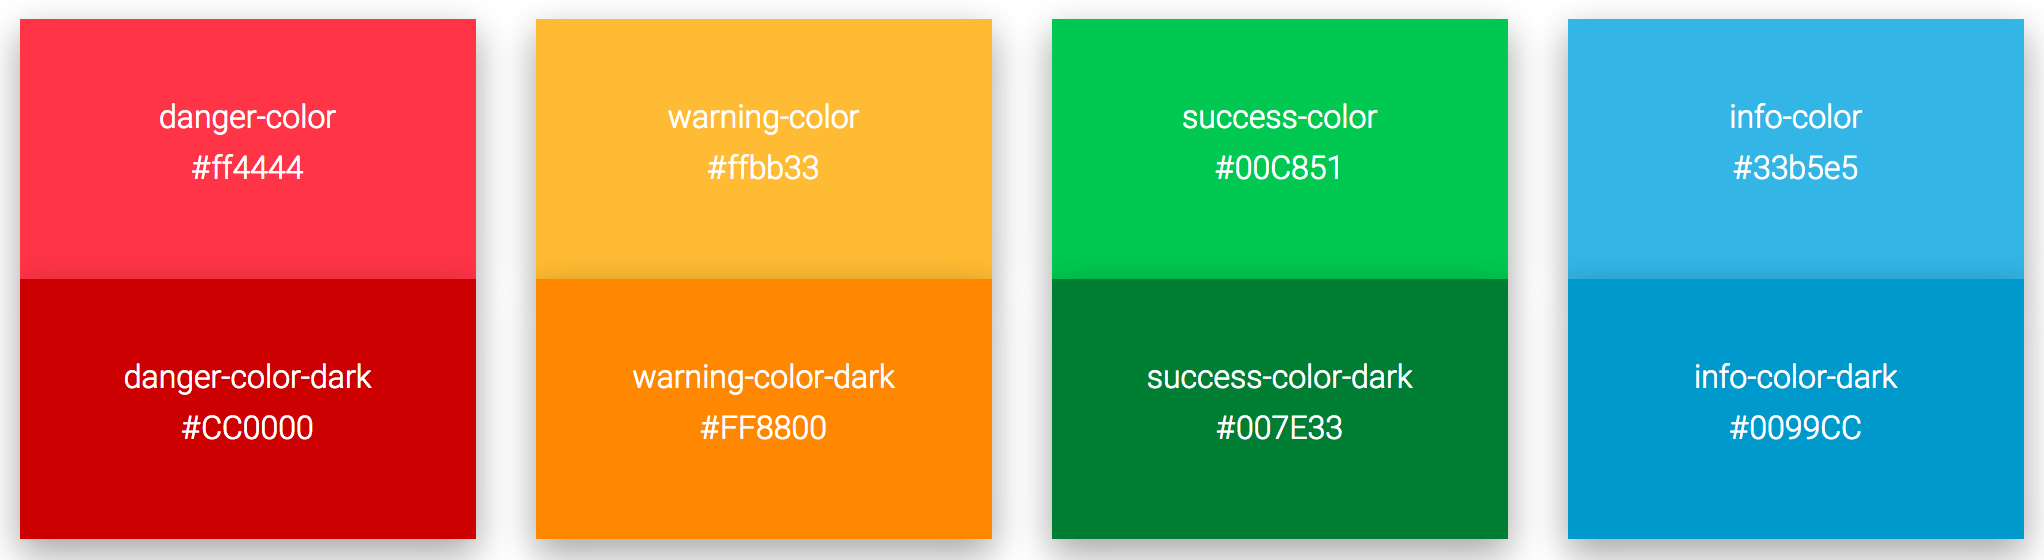 danger-color
#ff4444
danger-color-dark
#CC0000
warning-color
#ffbb33
warning-color-dark
#FF8800
success-color
#00C851
success-color-dark
#007E33
info-color
#33b5e5
info-color-dark
#0099CC